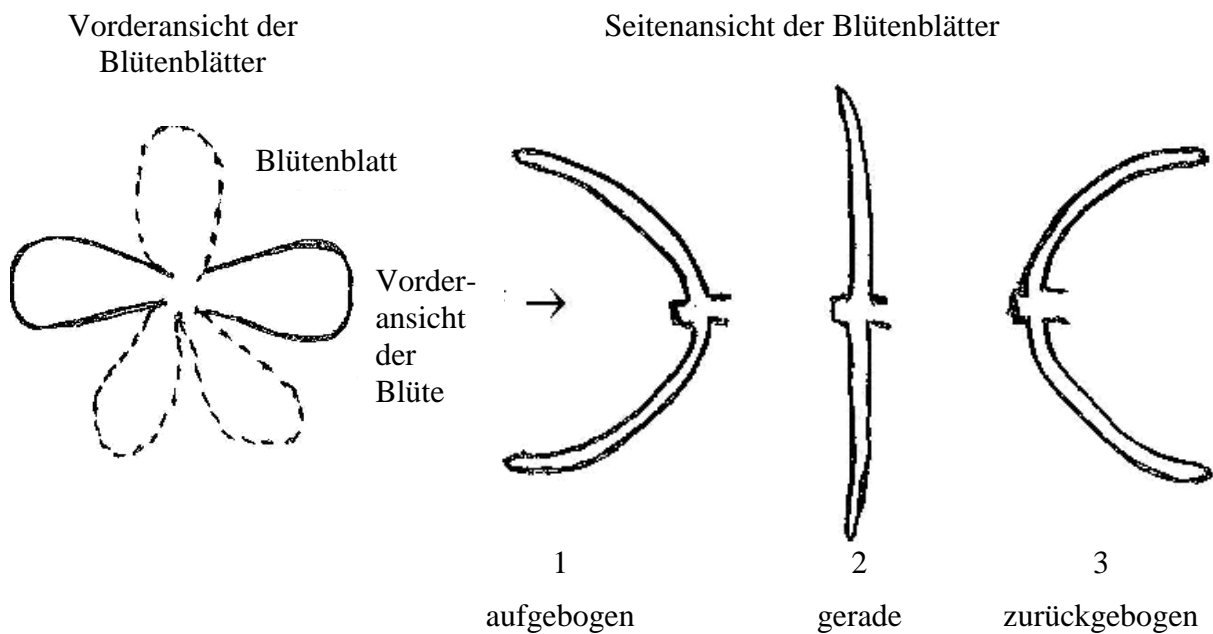 Vorderansicht der
Blütenblätter
Seitenansicht der Blütenblätter
Blütenblatt
Vorder-
ansicht
der
Blüte
1
2
3
aufgebogen
gerade
zurückgebogen